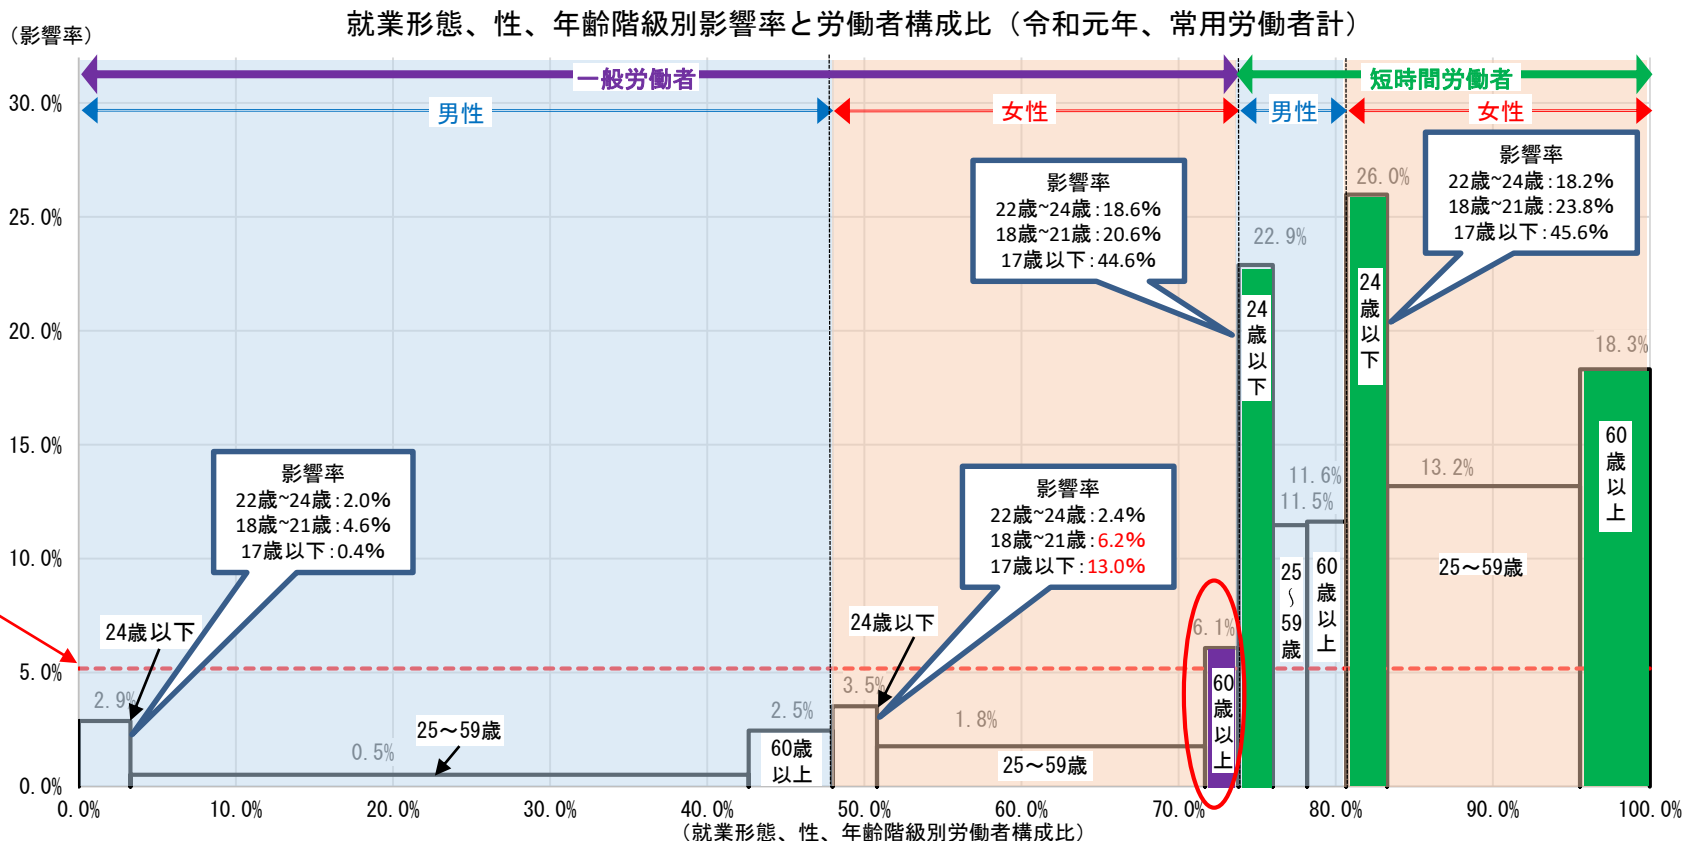 就業形態、性、年齢階級別影響率と労働者構成比（令和元年、常用労働者計）
（影響率）
一般労働者
短時間労働者
男性
女性
男性
女性
30.0%
25.0%
20.0%
15.0%
10.0%
5.0%
0.0%
影響率
22歳~24歳：2.0%
18歳~21歳：4.6%
17歳以下：0.4%
24歳以下
2.9%
0.5%
25～59歳
2.5%
60歳
以上
影響率
22歳~24歳：2.4%
18歳~21歳：6.2%
17歳以下：13.0%
24歳以下
3.5%
1.8%
25～59歳
6.1%
60歳以上
影響率
22歳~24歳：18.6%
18歳~21歳：20.6%
17歳以下：44.6%
22.9%
24歳以下
11.5%
25～59歳
11.6%
60歳以上
影響率
22歳~24歳：18.2%
18歳~21歳：23.8%
17歳以下：45.6%
26.0%
24歳以下
13.2%
25～59歳
18.3%
60歳以上
0.0%
10.0%
20.0%
30.0%
40.0%
50.0%
60.0%
70.0%
80.0%
90.0%
100.0%
（就業形態、性、年齢階級別労働者構成比）